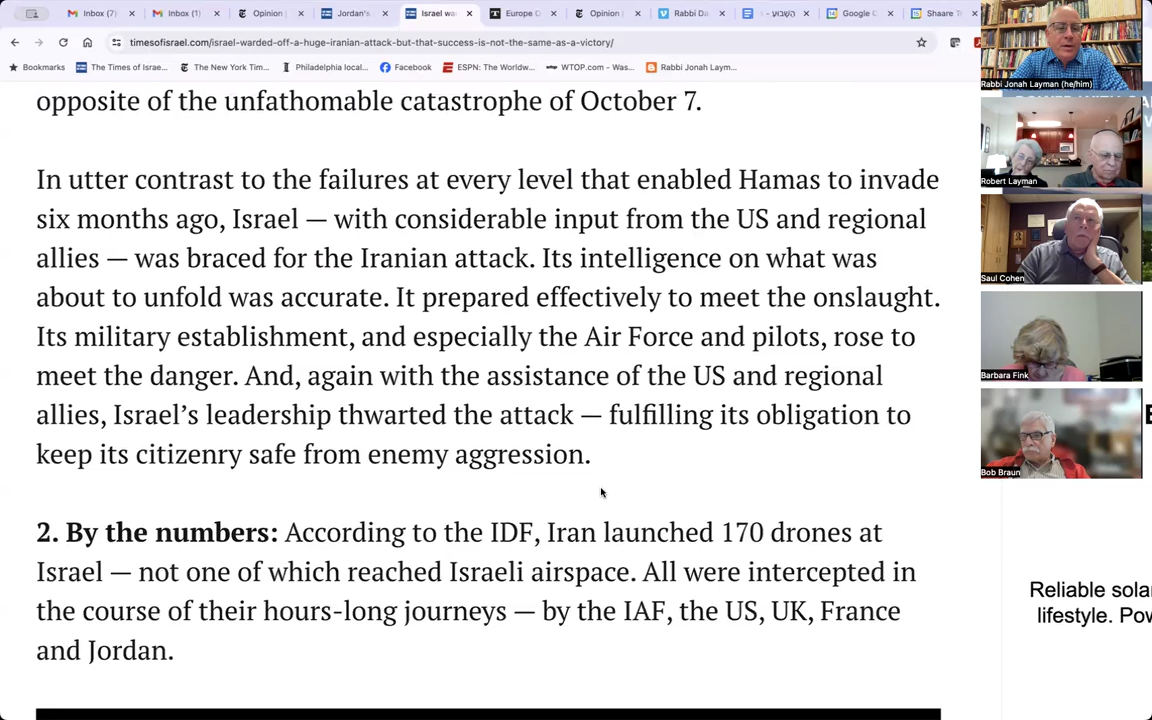 Inbox (7)
Inbox (1)
Opinion
Jordan's
Israel wa
Europe D
Opinion
Rabbi Da
השָּׁבוע -
Google C
Shaare T
timesofisrael.com/israel-warded-off-a-huge-iranian-attack-but-that-success-is-not-the-same-as-a-victory/
Bookmarks
The Times of Israe...
The New York Tim...
Philadelphia local...
Facebook
ESPN: The Worldw...
WTOP.com - Was...
Rabbi Jonah Laym...
opposite of the unfathomable catastrophe of October 7.
In utter contrast to the failures at every level that enabled Hamas to invade
six months ago, Israel — with considerable input from the US and regional
allies — was braced for the Iranian attack. Its intelligence on what was
about to unfold was accurate. It prepared effectively to meet the onslaught.
Its military establishment, and especially the Air Force and pilots, rose to
meet the danger. And, again with the assistance of the US and regional
allies, Israel’s leadership thwarted the attack — fulfilling its obligation to
keep its citizenry safe from enemy aggression.
2. By the numbers: According to the IDF, Iran launched 170 drones at
Israel — not one of which reached Israeli airspace. All were intercepted in
the course of their hours-long journeys — by the IAF, the US, UK, France
and Jordan.
Rabbi Jonah Layman (he/him)
Robert Layman
Saul Cohen
Barbara Fink
Bob Braun
Reliable sola
lifestyle. Pov